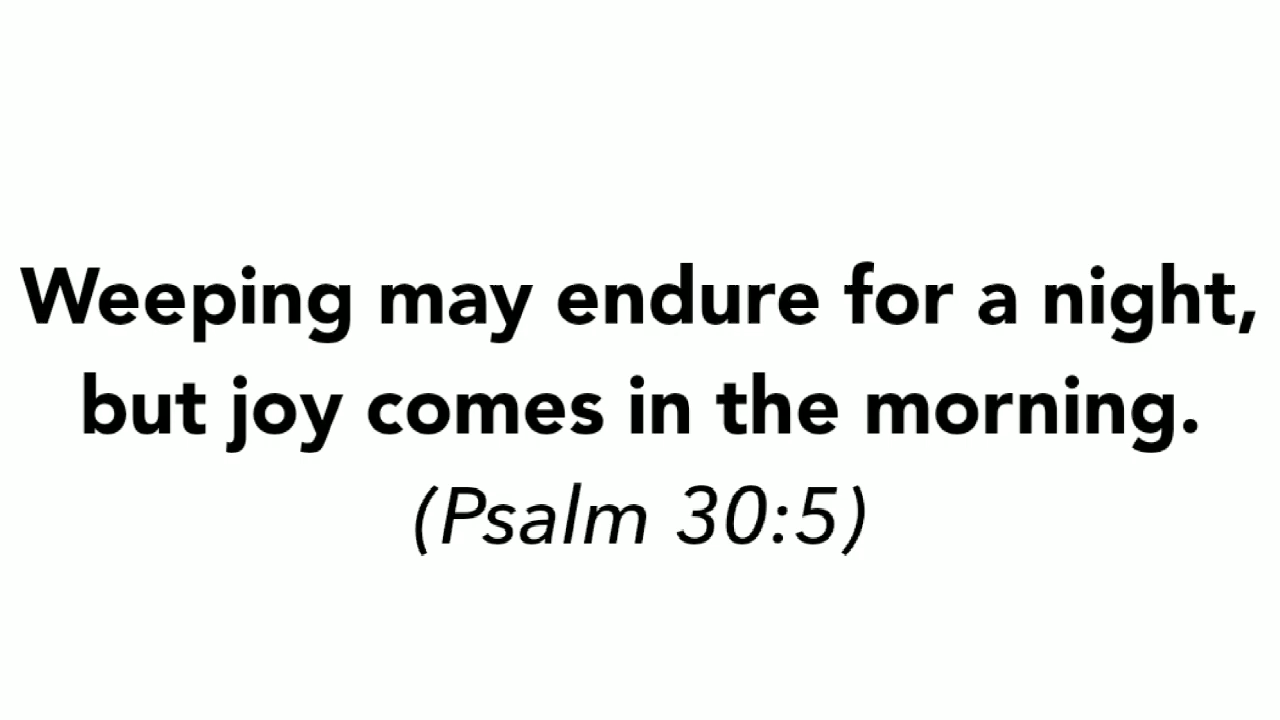 Weeping may endure for a night,
but joy comes in the morning.
(Psalm 30:5)